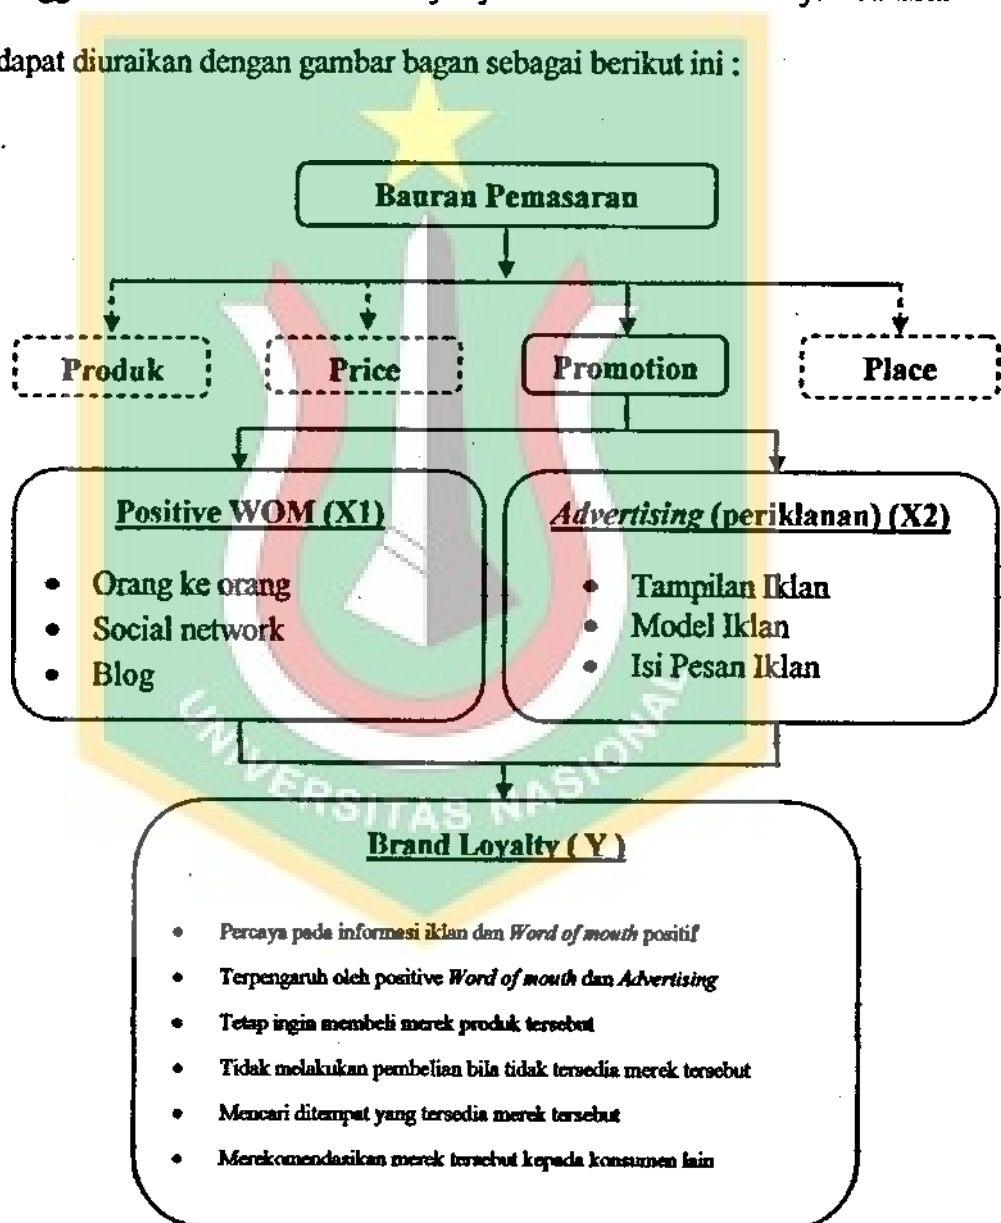 dapat diuraikan dengan gambar bagan sebagai berikut ini :
Bauran Pemasaran
Produk
Price
Promotion
Place
Positive WOM (X1)
• Orang ke orang
• Social network
• Blog
Advertising (periklanan) (X2)
• Tampilan Iklan
• Model Iklan
• Isi Pesan Iklan
UNIVERSITAS NASIONAL
Brand Loyalty ( Y )
• Percaya pada informasi iklan dan Word of mouth positif
• Terpengaruh oleh positive Word of mouth dan Advertising
• Tetap ingin membeli merek produk tersebut
• Tidak melakukan pembelian bila tidak tersedia merek tersebut
• Mencari ditempat yang tersedia merek tersebut
• Merekomendasikan merek tersebut kepada konsumen lain